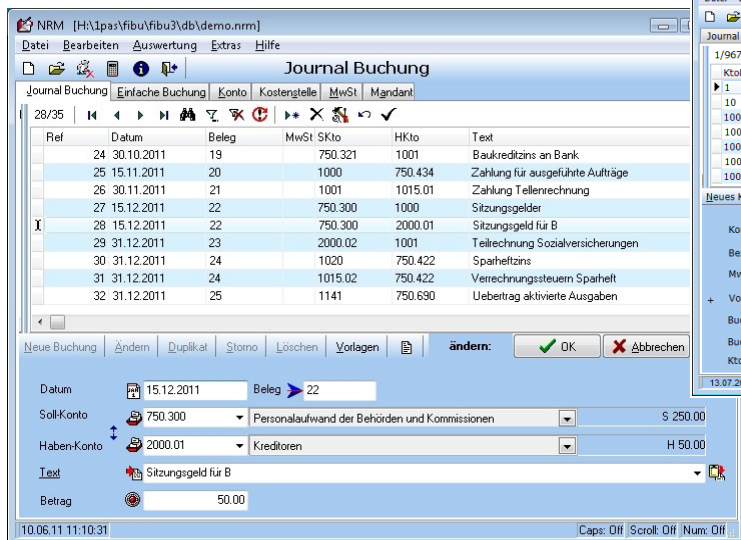 NRM [H:\1pas\fibu\fibu3\db\demo.nrm]
Datei Bearbeiten Auswertung Extras Hilfe
Journal Buchung
Journal Buchung Einfache Buchung Konto Kostenstelle MwSt Mandant
28/35
Ref Datum Beleg MwSt SKto HKto Text
24 30.10.2011 19 750.321 1001 Baukreditzins an Bank
25 15.11.2011 20 1000 750.434 Zahlung für ausgeführte Aufträge
26 30.11.2011 21 1001 1015.01 Zahlung Tellenrechnung
27 15.12.2011 22 750.300 1000 Sitzungsgelder
28 15.12.2011 22 750.300 2000.01 Sitzungsgeld für B
29 31.12.2011 23 2000.02 1001 Teilrechnung Sozialversicherungen
30 31.12.2011 24 1020 750.422 Sparheftzins
31 31.12.2011 24 1015.02 750.422 Verrechnungssteuern Sparheft
32 31.12.2011 25 1141 750.690 Uebertrag aktivierte Ausgaben
Neue Buchung Ändern Duplikat Storno Löschen Vorlagen ändern: OK Abbrechen
Datum 15.12.2011 Beleg 22
Soll-Konto 750.300 Personalaufwand der Behörden und Kommissionen S 250.00
Haben-Konto 2000.01 Kreditoren H 50.00
Text Sitzungsgeld für B
Betrag 50.00
10.06.11 11:10:31 Caps: Off Scroll: Off Num: Off
Journal
1/967
1
10
100
100
100
100
Neues
Vo
Kto